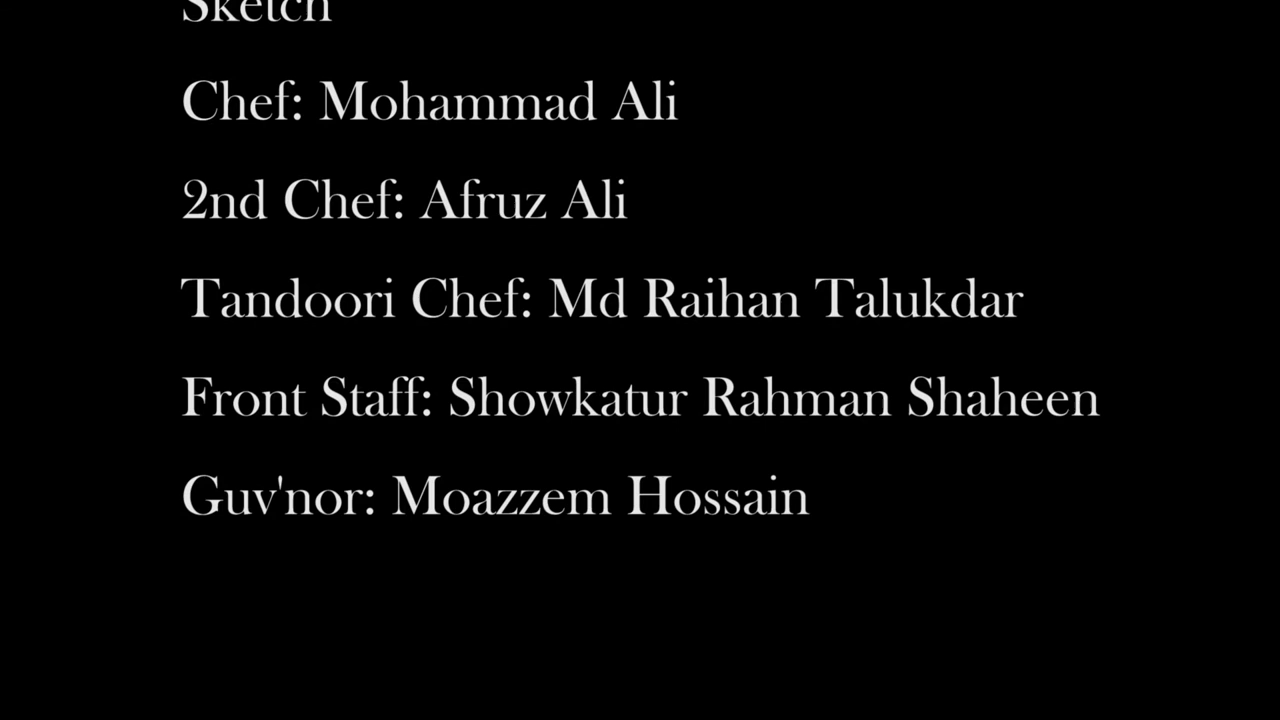 Sketch
Chef: Mohammad Ali
2nd Chef: Afruz Ali
Tandoori Chef: Md Raihan Talukdar
Front Staff: Showkatur Rahman Shaheen
Guv'nor: Moazzem Hossain